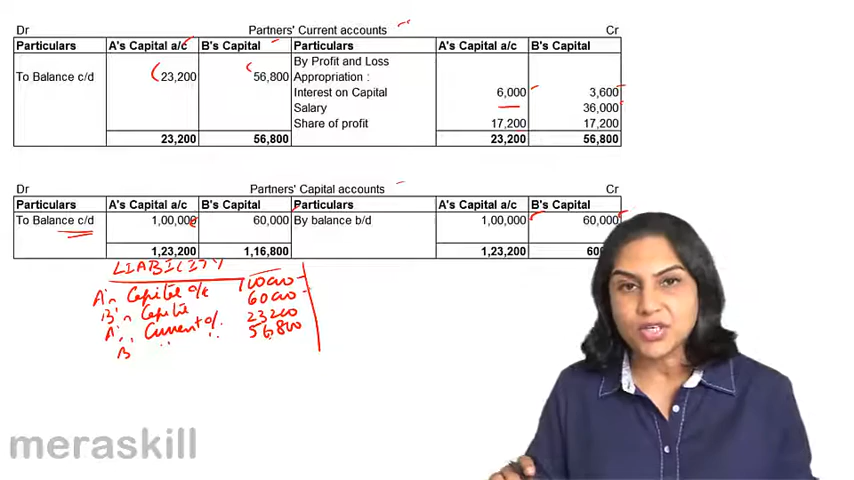 Dr Partners' Current accounts Cr
Particulars A's Capital a/c B's Capital Particulars A's Capital a/c B's Capital
By Profit and Loss
To Balance c/d 23,200 56,800 Appropriation :
Interest on Capital 6,000 3,600
Salary 36,000
Share of profit 17,200 17,200
23,200 56,800 23,200 56,800
Dr Partners' Capital accounts Cr
Particulars A's Capital a/c B's Capital Particulars A's Capital a/c B's Capital
To Balance c/d 1,00,000 60,000 By balance b/d 1,00,000 60,000
1,23,200 1,16,800 1,23,200
LIABILITY
A's Capital a/c 100000
B's Capital 60000
A's Current a/c 23200
B " " 56800
meraskill